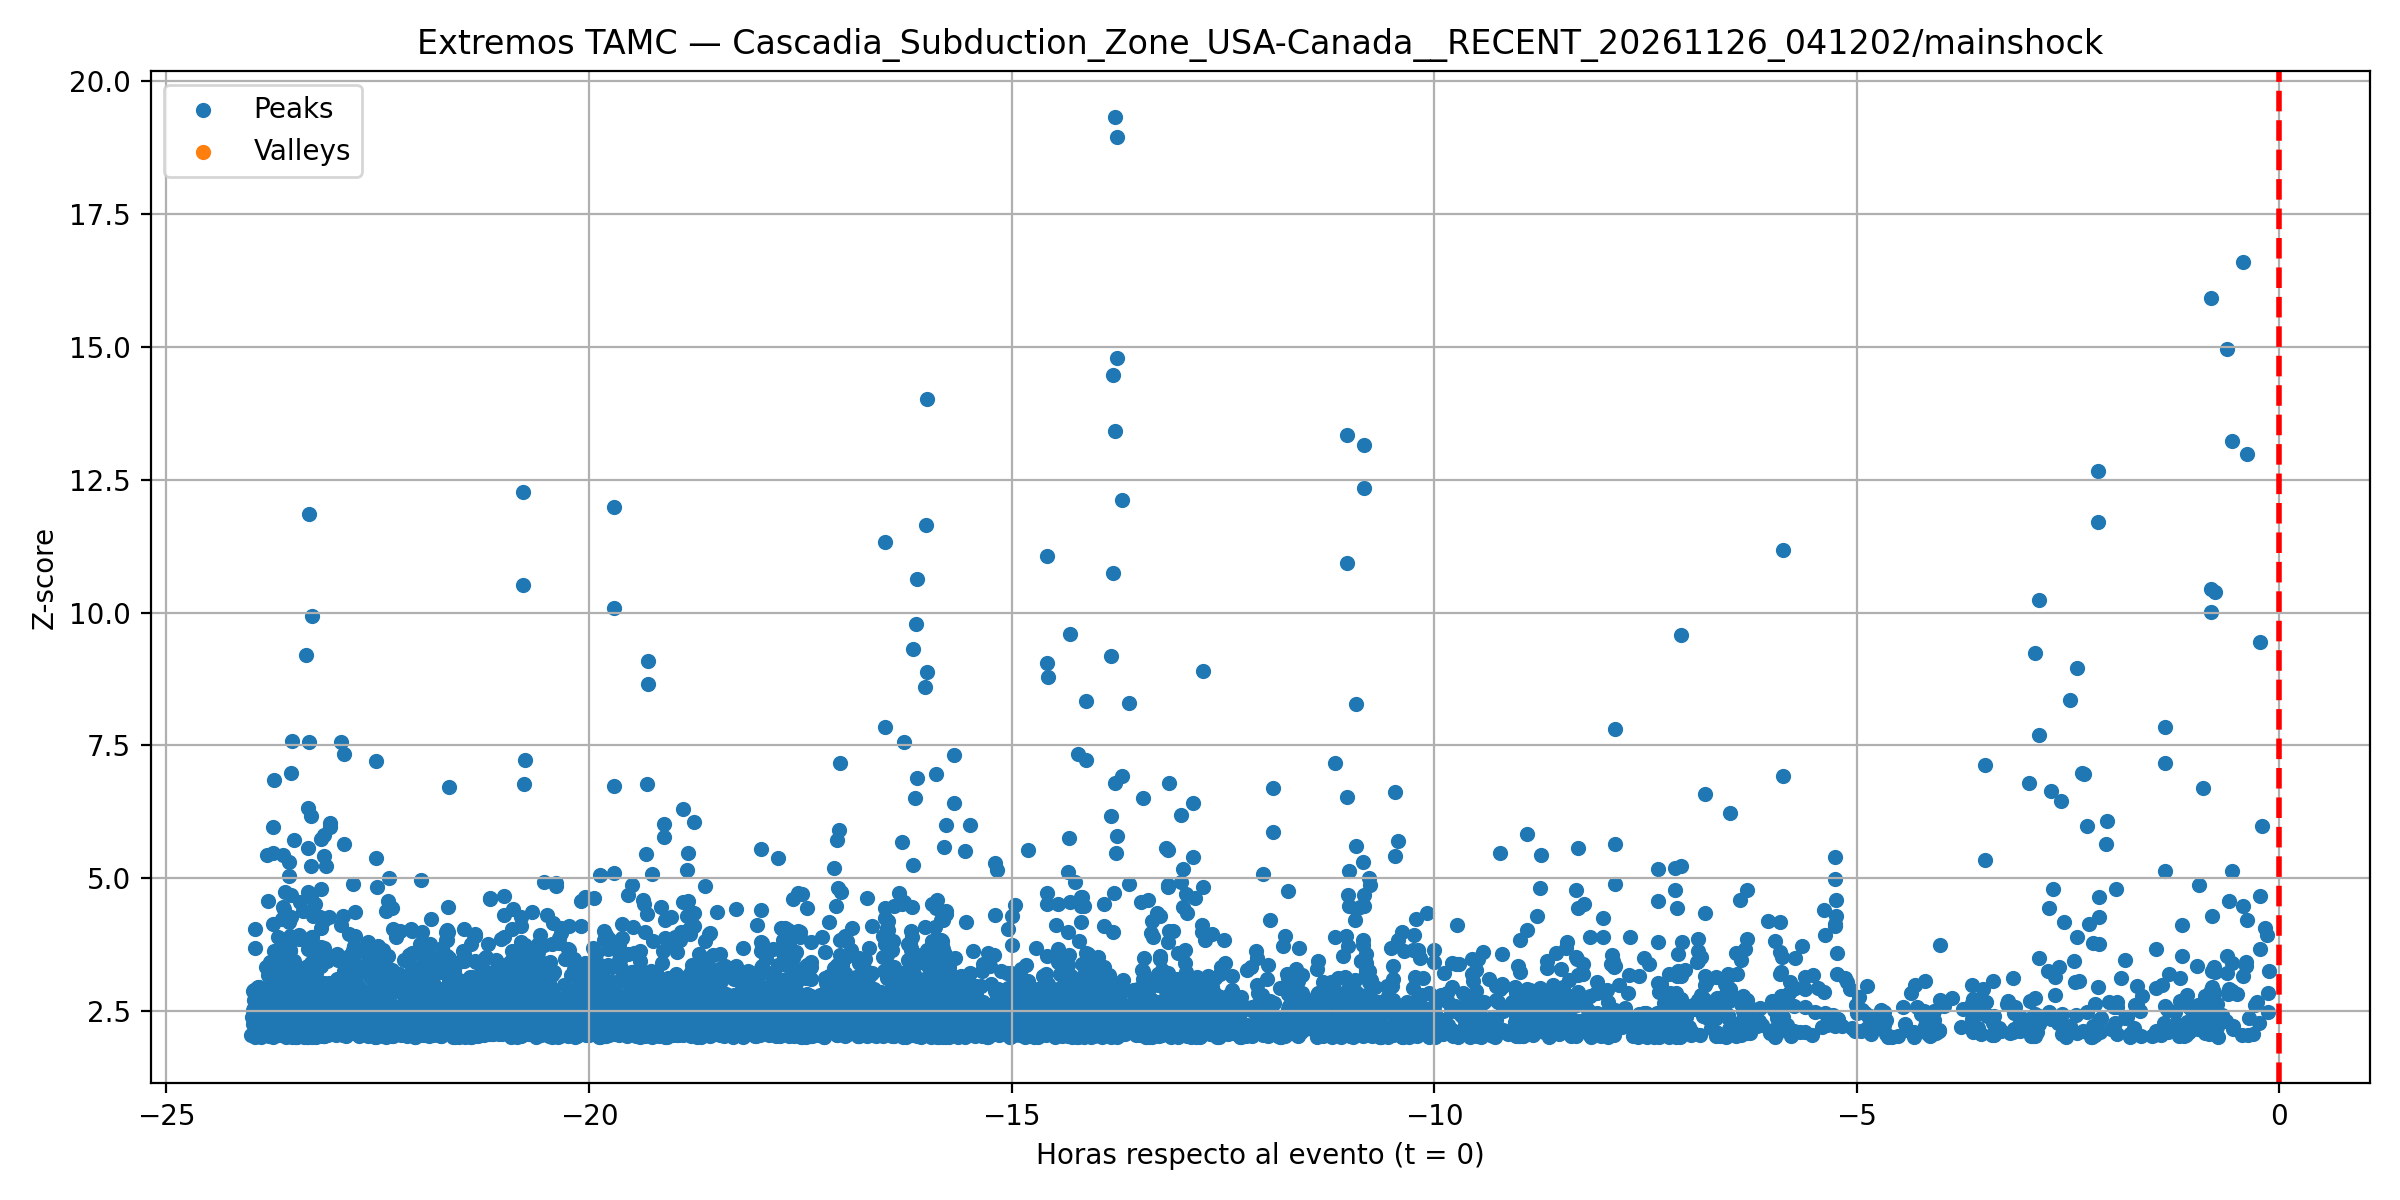 Extremos TAMC — Cascadia_Subduction_Zone_USA-Canada__RECENT_20261126_041202/mainshock
Peaks
Valleys
Z-score
20.0
17.5
15.0
12.5
10.0
7.5
5.0
2.5
−25
−20
−15
−10
−5
0
Horas respecto al evento (t = 0)